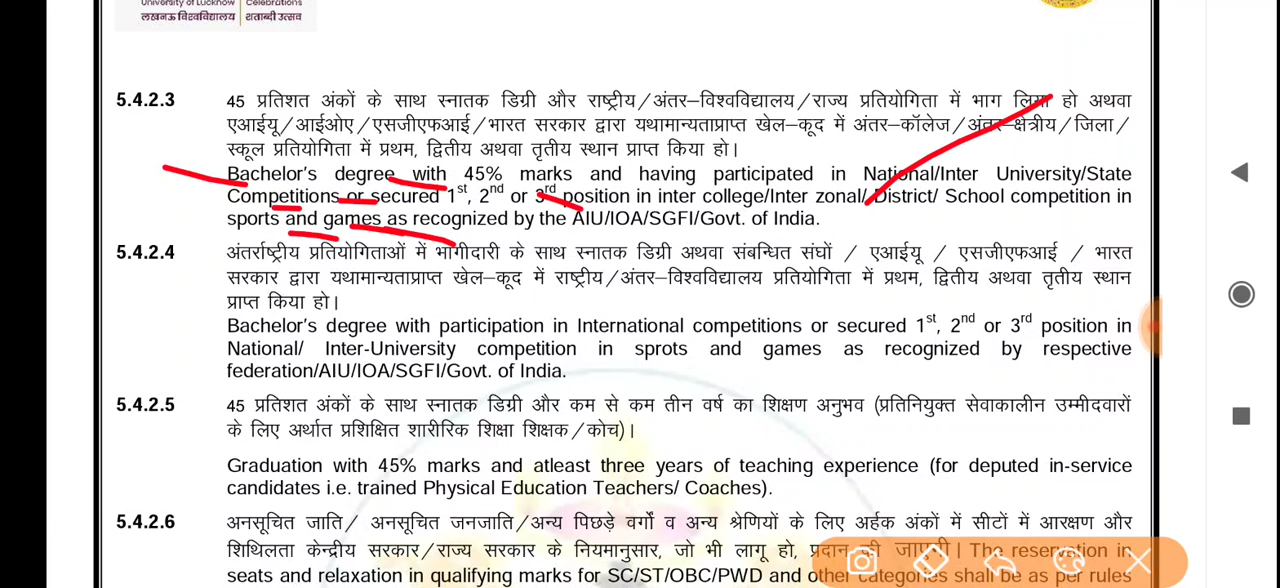 University of Lucknow Celebrations
लखनऊ विश्वविद्यालय शताब्दी उत्सव
5.4.2.3 45 प्रतिशत अंकों के साथ स्नातक डिग्री और राष्ट्रीय/अंतर–विश्वविद्यालय/राज्य प्रतियोगिता में भाग लिया हो अथवा
एआईयू/आईओए/एसजीएफआई/भारत सरकार द्वारा यथामान्यताप्राप्त खेल–कूद में अंतर–कॉलेज/अंतर–क्षेत्रीय/जिला/
स्कूल प्रतियोगिता में प्रथम, द्वितीय अथवा तृतीय स्थान प्राप्त किया हो।
Bachelor's degree with 45% marks and having participated in National/Inter University/State
Competitions or secured 1st, 2nd or 3rd position in inter college/Inter zonal/ District/ School competition in
sports and games as recognized by the AIU/IOA/SGFI/Govt. of India.
5.4.2.4 अंतर्राष्ट्रीय प्रतियोगिताओं में भागीदारी के साथ स्नातक डिग्री अथवा संबन्धित संघों / एआईयू / एसजीएफआई / भारत
सरकार द्वारा यथामान्यताप्राप्त खेल–कूद में राष्ट्रीय/अंतर–विश्वविद्यालय प्रतियोगिता में प्रथम, द्वितीय अथवा तृतीय स्थान
प्राप्त किया हो।
Bachelor's degree with participation in International competitions or secured 1st, 2nd or 3rd position in
National/ Inter-University competition in sprots and games as recognized by respective
federation/AIU/IOA/SGFI/Govt. of India.
5.4.2.5 45 प्रतिशत अंकों के साथ स्नातक डिग्री और कम से कम तीन वर्ष का शिक्षण अनुभव (प्रतिनियुक्त सेवाकालीन उम्मीदवारों
के लिए अर्थात प्रशिक्षित शारीरिक शिक्षा शिक्षक/कोच)।
Graduation with 45% marks and atleast three years of teaching experience (for deputed in-service
candidates i.e. trained Physical Education Teachers/ Coaches).
5.4.2.6 अनसूचित जाति/ अनसूचित जनजाति/अन्य पिछड़े वर्गों व अन्य श्रेणियों के लिए अर्हक अंकों में सीटों में आरक्षण और
शिथिलता केन्द्रीय सरकार/राज्य सरकार के नियमानुसार, जो भी लागू हो, प्रदान की जाएगी। The reservation in
seats and relaxation in qualifying marks for SC/ST/OBC/PWD and other categories shall be as per rules